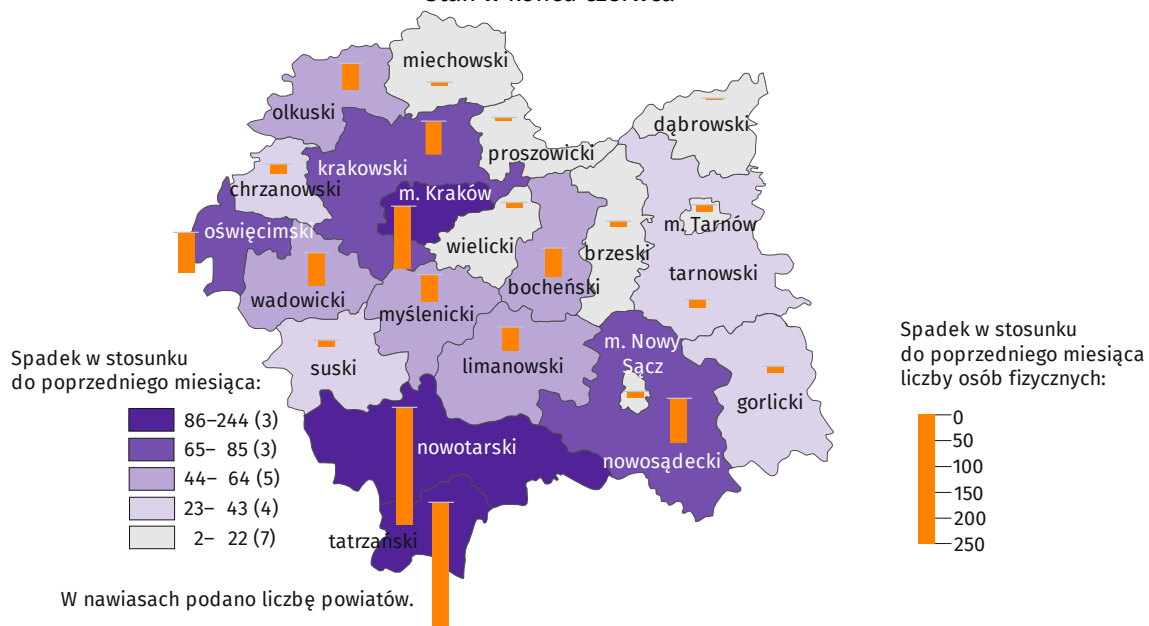 Stan w końcu czerwca
miechowski
olkuski
dąbrowski
proszowicki
krakowski
chrzanowski
m. Kraków
m. Tarnów
oświęcimski
wielicki
brzeski
tarnowski
bocheński
wadowicki
myślenicki
Spadek w stosunku
do poprzedniego miesiąca:
suski
limanowski
m. Nowy
Sącz
gorlicki
Spadek w stosunku
do poprzedniego miesiąca
liczby osób fizycznych:
86–244 (3)
65– 85 (3)
44– 64 (5)
23– 43 (4)
2– 22 (7)
nowotarski
nowosądecki
tatrzański
0
50
100
150
200
250
W nawiasach podano liczbę powiatów.